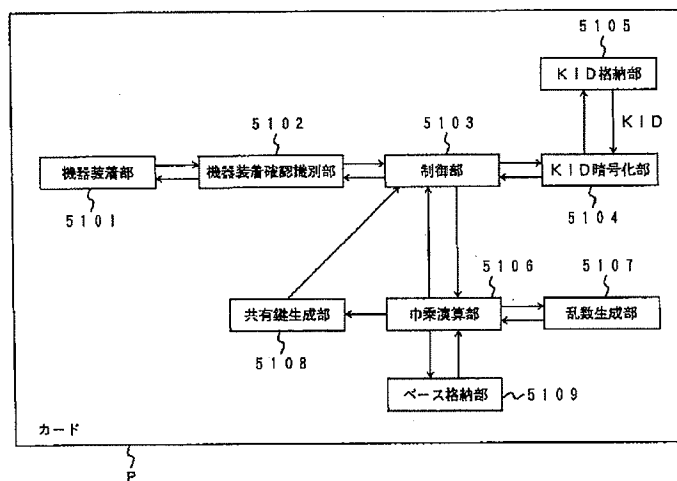 5105
KID格納部
KID
5102
5103
機器装着部
機器装着確認識別部
制御部
KID暗号化部
5101
5104
5106
5107
共有鍵生成部
巾乗演算部
乱数生成部
5108
ベース格納部
5109
カード
P